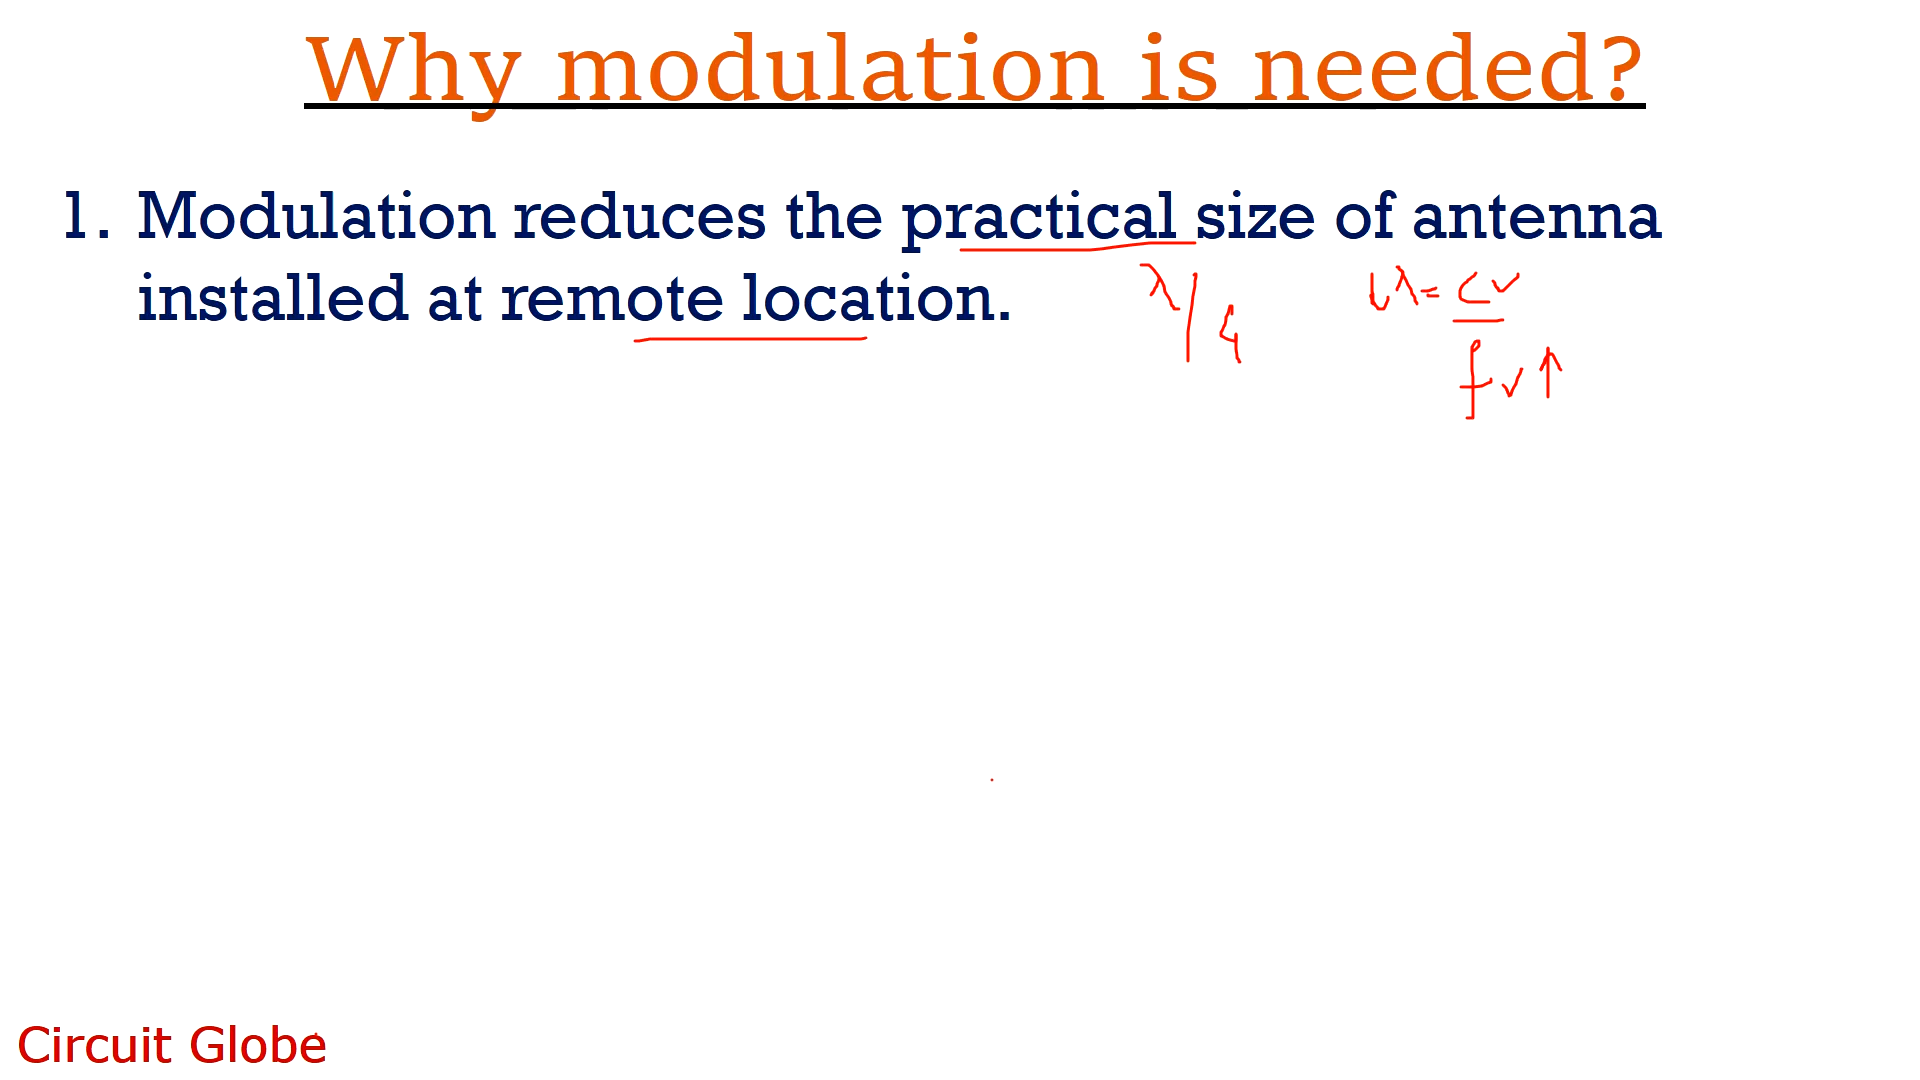 Why modulation is needed?
1. Modulation reduces the practical size of antenna
installed at remote location.
λ/4
λ = c
f ↑
Circuit Globe